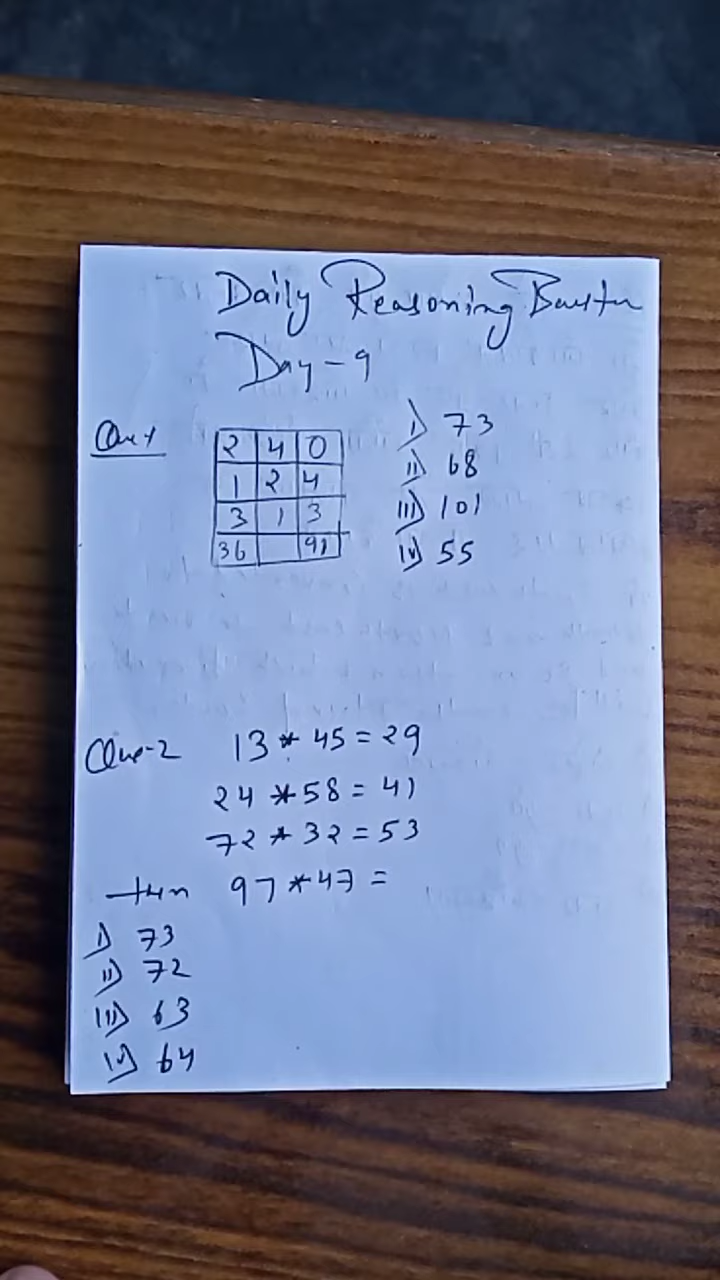 Daily Reasoning Bauster
Day-9
Que 1
2 4 0
1 2 4
3 1 3
36 91
i) 73
ii) 68
iii) 101
iv) 55
Que-2 13 * 45 = 29
24 * 58 = 41
72 * 32 = 53
then 97 * 47 =
i) 73
ii) 72
iii) 63
iv) 64